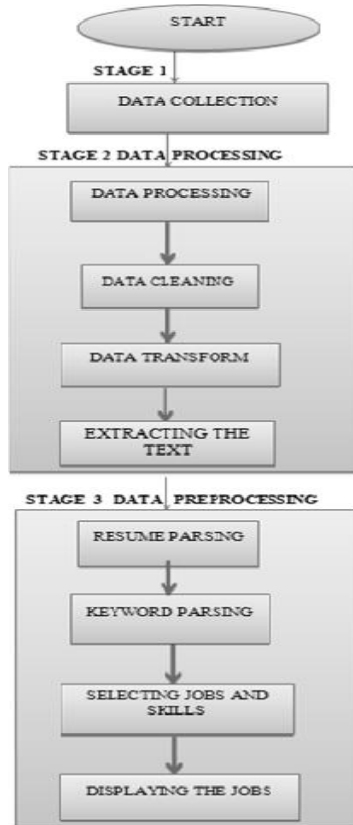 START
STAGE 1
DATA COLLECTION
STAGE 2 DATA PROCESSING
DATA PROCESSING
DATA CLEANING
DATA TRANSFORM
EXTRACTING THE
TEXT
STAGE 3 DATA PREPROCESSING
RESUME PARSING
KEYWORD PARSING
SELECTING JOBS AND
SKILLS
DISPLAYING THE JOBS